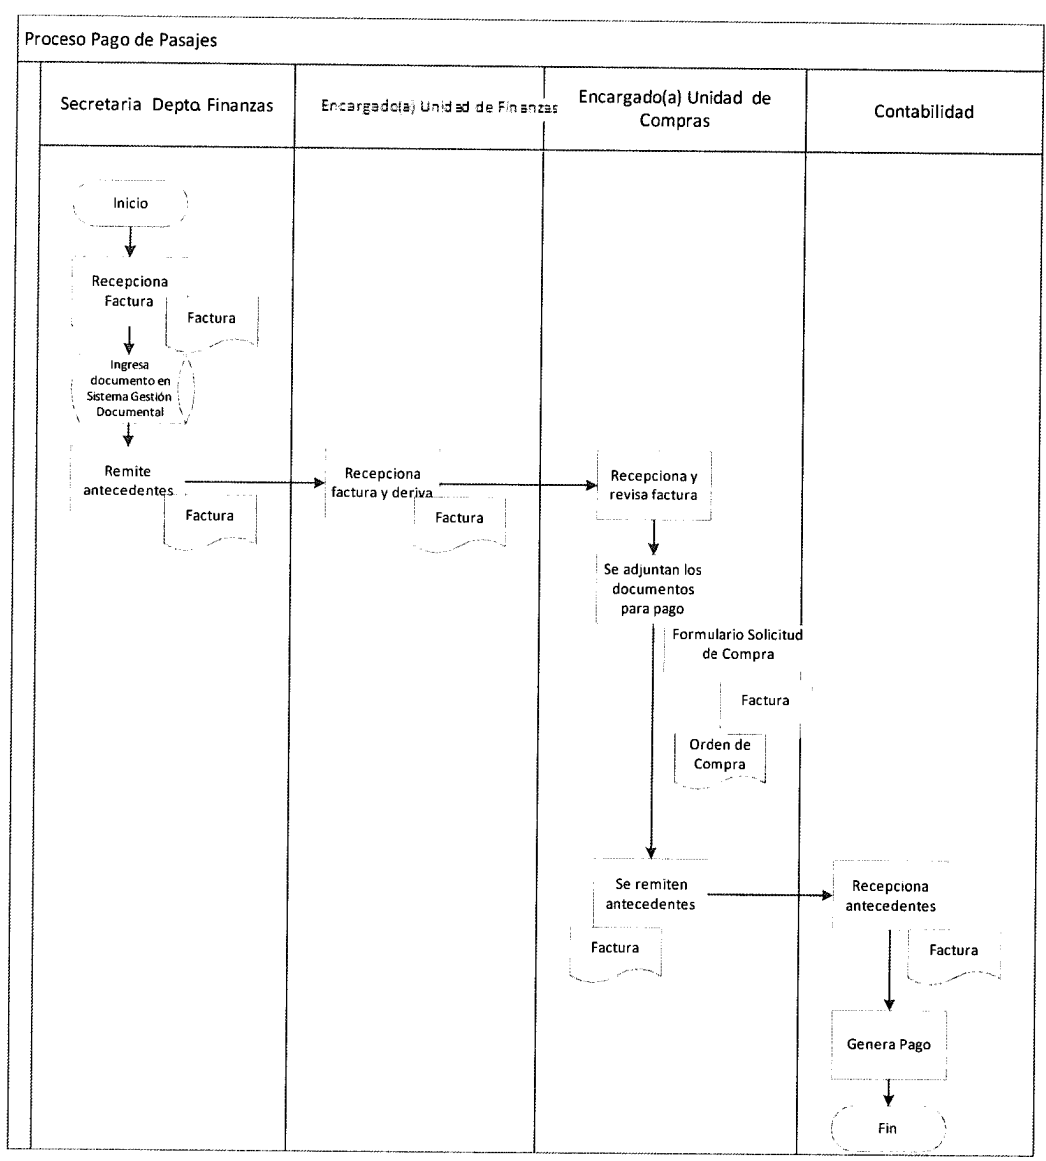 Proceso Pago de Pasajes
Secretaria Depto. Finanzas
Encargado(a) Unidad de Finanzas
Encargado(a) Unidad de
Compras
Contabilidad
Inicio
Recepciona
Factura
Factura
Ingresa
documento en
Sistema Gestión
Documental
Remite
antecedentes
Factura
Recepciona
factura y deriva
Factura
Recepciona y
revisa factura
Se adjuntan los
documentos
para pago
Formulario Solicitud
de Compra
Factura
Orden de
Compra
Se remiten
antecedentes
Factura
Recepciona
antecedentes
Factura
Genera Pago
Fin